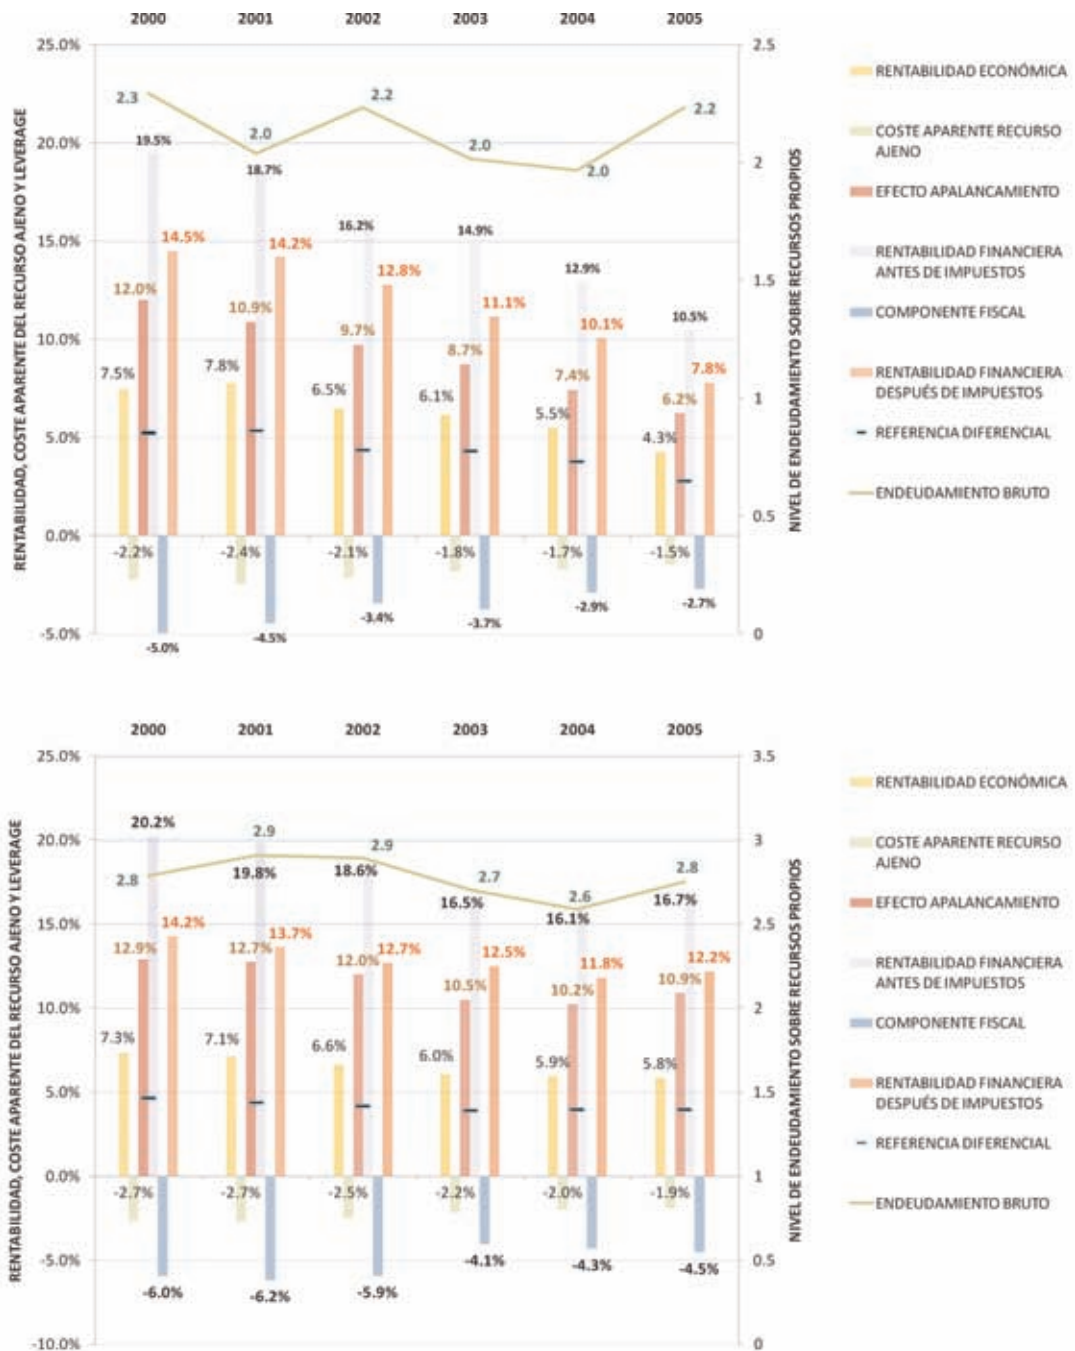 2000 2001 2002 2003 2004 2005
RENTABILIDAD, COSTE APARENTE DEL RECURSO AJENO Y LEVERAGE
25.0%
20.0%
15.0%
10.0%
5.0%
0.0%
-5.0%
2.3 2.0 2.2 2.0 2.0 2.2
19.5% 18.7% 16.2% 14.9% 12.9% 10.5%
14.5% 14.2% 12.8% 11.1% 10.1% 7.8%
12.0% 10.9% 9.7% 8.7% 7.4% 6.2%
7.5% 7.8% 6.5% 6.1% 5.5% 4.3%
-2.2% -2.4% -2.1% -1.8% -1.7% -1.5%
-5.0% -4.5% -3.4% -3.7% -2.9% -2.7%
2.5
2
1.5
1
0.5
0
NIVEL DE ENDEUDAMIENTO SOBRE RECURSOS PROPIOS
RENTABILIDAD ECONÓMICA
COSTE APARENTE RECURSO
AJENO
EFECTO APALANCAMIENTO
RENTABILIDAD FINANCIERA
ANTES DE IMPUESTOS
COMPONENTE FISCAL
RENTABILIDAD FINANCIERA
DESPUÉS DE IMPUESTOS
REFERENCIA DIFERENCIAL
ENDEUDAMIENTO BRUTO
2000 2001 2002 2003 2004 2005
RENTABILIDAD, COSTE APARENTE DEL RECURSO AJENO Y LEVERAGE
25.0%
20.0%
15.0%
10.0%
5.0%
0.0%
-5.0%
-10.0%
2.8 2.9 2.9 2.7 2.6 2.8
20.2% 19.8% 18.6% 16.5% 16.1% 16.7%
14.2% 13.7% 12.7% 12.5% 11.8% 12.2%
12.9% 12.7% 12.0% 10.5% 10.2% 10.9%
7.3% 7.1% 6.6% 6.0% 5.9% 5.8%
-2.7% -2.7% -2.5% -2.2% -2.0% -1.9%
-6.0% -6.2% -5.9% -4.1% -4.3% -4.5%
3.5
3
2.5
2
1.5
1
0.5
0
NIVEL DE ENDEUDAMIENTO SOBRE RECURSOS PROPIOS
RENTABILIDAD ECONÓMICA
COSTE APARENTE RECURSO
AJENO
EFECTO APALANCAMIENTO
RENTABILIDAD FINANCIERA
ANTES DE IMPUESTOS
COMPONENTE FISCAL
RENTABILIDAD FINANCIERA
DESPUÉS DE IMPUESTOS
REFERENCIA DIFERENCIAL
ENDEUDAMIENTO BRUTO